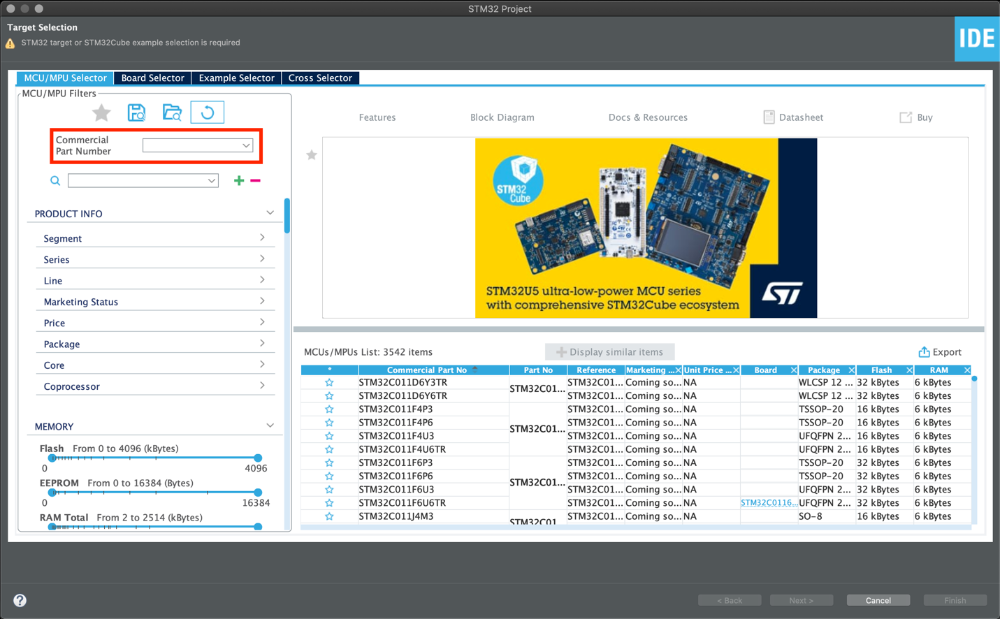 STM32 Project
Target Selection
STM32 target or STM32Cube example selection is required
IDE
MCU/MPU Selector Board Selector Example Selector Cross Selector
MCU/MPU Filters
Commercial
Part Number
Features Block Diagram Docs & Resources Datasheet Buy
STM32
Cube
STM32U5 ultra-low-power MCU series
with comprehensive STM32Cube ecosystem
ST
PRODUCT INFO
Segment
Series
Line
Marketing Status
Price
Package
Core
Coprocessor
MEMORY
Flash From 0 to 4096 (kBytes)
0 4096
EEPROM From 0 to 16384 (Bytes)
0 16384
RAM Total From 2 to 2514 (kBytes)
MCUs/MPUs List: 3542 items Display similar items Export
* Commercial Part No Part No Reference Marketing ... Unit Price ... Board Package Flash RAM
STM32C011D6Y3TR STM32C01... Coming so... NA WLCSP 12 ... 32 kBytes 6 kBytes
STM32C01...
STM32C011D6Y6TR STM32C01... Coming so... NA WLCSP 12 ... 32 kBytes 6 kBytes
STM32C011F4P3 STM32C01... Coming so... NA TSSOP-20 16 kBytes 6 kBytes
STM32C011F4P6 STM32C01... Coming so... NA TSSOP-20 16 kBytes 6 kBytes
STM32C01...
STM32C011F4U3 STM32C01... Coming so... NA UFQFPN 2... 16 kBytes 6 kBytes
STM32C011F4U6TR STM32C01... Coming so... NA UFQFPN 2... 16 kBytes 6 kBytes
STM32C011F6P3 STM32C01... Coming so... NA TSSOP-20 32 kBytes 6 kBytes
STM32C011F6P6 STM32C01... Coming so... NA TSSOP-20 32 kBytes 6 kBytes
STM32C01...
STM32C011F6U3 STM32C01... Coming so... NA UFQFPN 2... 32 kBytes 6 kBytes
STM32C011F6U6TR STM32C01... Coming so... NA STM32C0116... UFQFPN 2... 32 kBytes 6 kBytes
STM32C011J4M3 STM32C01... Coming so... NA SO-8 16 kBytes 6 kBytes
STM32C01
< Back Next > Cancel Finish